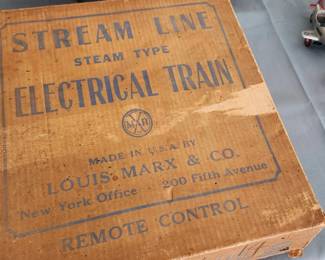 STREAM LINE
STEAM TYPE
ELECTRICAL TRAIN
MAR
MADE IN U.S.A. BY
LOUIS MARX & CO.
New York Office 200 Fifth Avenue
REMOTE CONTROL